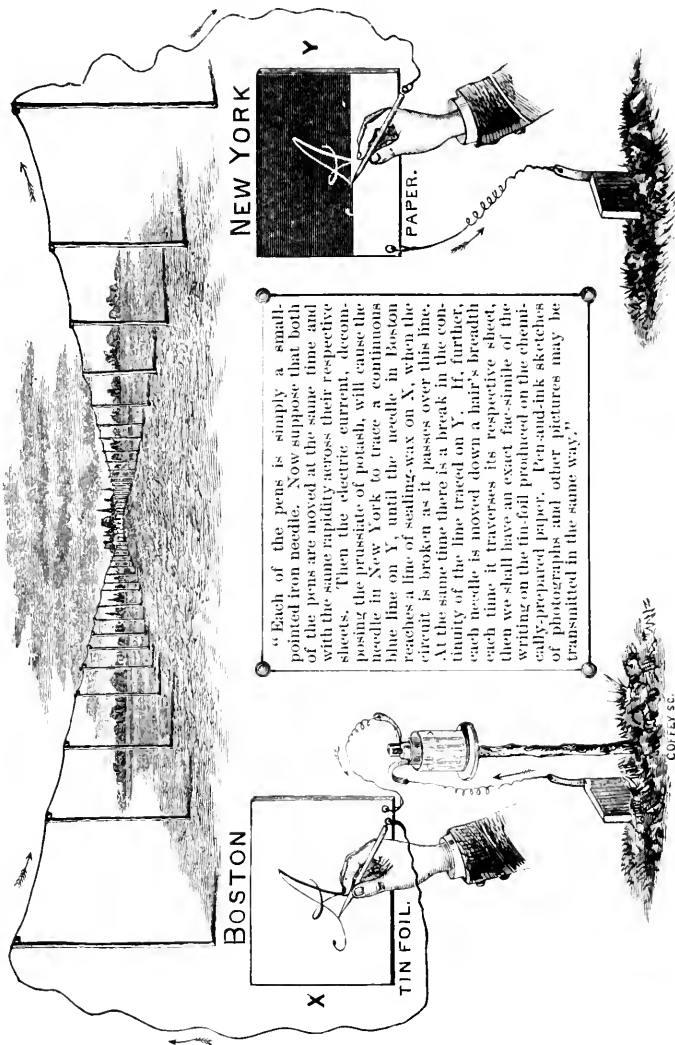 BOSTON
X
TIN FOIL.
NEW YORK
Y
PAPER.
"Each of the pens is simply a small-
pointed iron needle. Now suppose that both
of the pens are moved at the same time and
with the same rapidity across their respective
sheets. Then the electric current, decom-
posing the prussiate of potash, will cause the
needle in New York to trace a continuous
blue line on Y, until the needle in Boston
reaches a line of sealing-wax on X, when the
circuit is broken as it passes over this line.
At the same time there is a break in the con-
tinuity of the line traced on Y. If, further,
each needle is moved down a hair's breadth
each time it traverses its respective sheet,
then we shall have an exact fac-simile of the
writing on the tin-foil produced on the chemi-
cally-prepared paper. Pen-and-ink sketches
of photographs and other pictures may be
transmitted in the same way."
COFFEY SC.